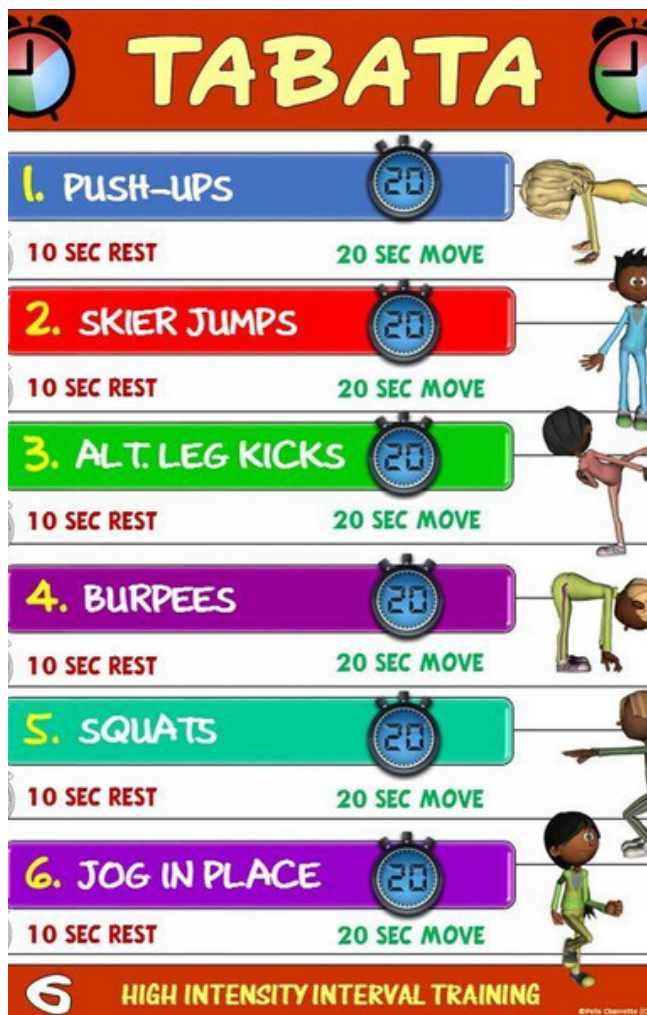 TABATA
1. PUSH-UPS 20
10 SEC REST 20 SEC MOVE
2. SKIER JUMPS 20
10 SEC REST 20 SEC MOVE
3. ALT. LEG KICKS 20
10 SEC REST 20 SEC MOVE
4. BURPEES 20
10 SEC REST 20 SEC MOVE
5. SQUATS 20
10 SEC REST 20 SEC MOVE
6. JOG IN PLACE 20
10 SEC REST 20 SEC MOVE
6 HIGH INTENSITY INTERVAL TRAINING
©Pete Charrette